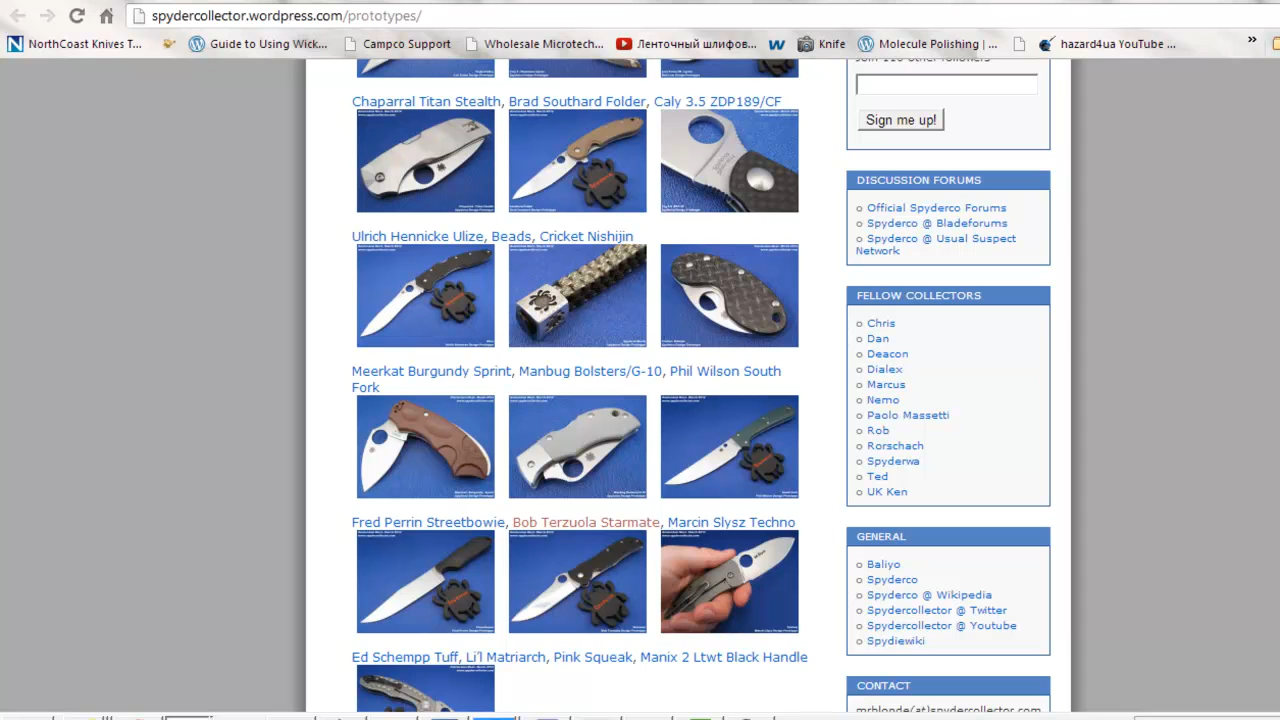 spydercollector.wordpress.com/prototypes/
NorthCoast Knives T... Guide to Using Wick... Campco Support Wholesale Microtech... Ленточный шлифов... Knife Molecule Polishing | ... hazard4ua YouTube ... »
Chaparral Titan Stealth, Brad Southard Folder, Caly 3.5 ZDP189/CF
Ulrich Hennicke Ulize, Beads, Cricket Nishijin
Meerkat Burgundy Sprint, Manbug Bolsters/G-10, Phil Wilson South
Fork
Fred Perrin Streetbowie, Bob Terzuola Starmate, Marcin Slysz Techno
Ed Schempp Tuff, Li'l Matriarch, Pink Squeak, Manix 2 Ltwt Black Handle
Join 110 other followers
Sign me up!
DISCUSSION FORUMS
Official Spyderco Forums
Spyderco @ Bladeforums
Spyderco @ Usual Suspect
Network
FELLOW COLLECTORS
Chris
Dan
Deacon
Dialex
Marcus
Nemo
Paolo Massetti
Rob
Rorschach
Spyderwa
Ted
UK Ken
GENERAL
Baliyo
Spyderco
Spyderco @ Wikipedia
Spydercollector @ Twitter
Spydercollector @ Youtube
Spydiewiki
CONTACT
mrblonde(at)spydercollector.com